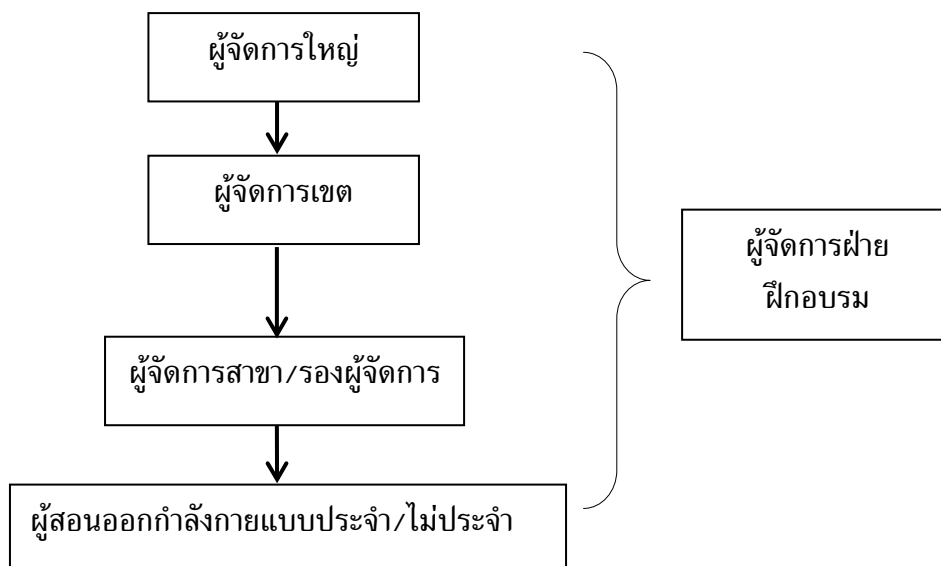 ผู้จัดการใหญ่
ผู้จัดการเขต
ผู้จัดการสาขา/รองผู้จัดการ
ผู้สอนออกกำลังกายแบบประจำ/ไม่ประจำ
ผู้จัดการฝ่าย
ฝึกอบรม